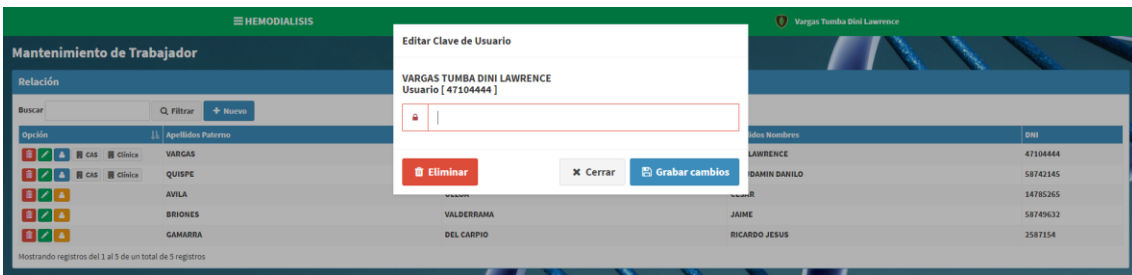 HEMODIALISIS
Vargas Tumba Dini Lawrence
Mantenimiento de Trabajador
Relación
Buscar
Filtrar
+ Nuevo
Opción
Apellidos Paterno
dos Nombres
DNI
CAS Clínica VARGAS LAWRENCE 47104444
CAS Clínica QUISPE JDAMIN DANILO 58742145
AVILA 14785265
BRIONES VALDERRAMA JAIME 58749632
GAMARRA DEL CARPIO RICARDO JESUS 2587154
Mostrando registros del 1 al 5 de un total de 5 registros
Editar Clave de Usuario
VARGAS TUMBA DINI LAWRENCE
Usuario [ 47104444 ]
Eliminar
Cerrar
Grabar cambios